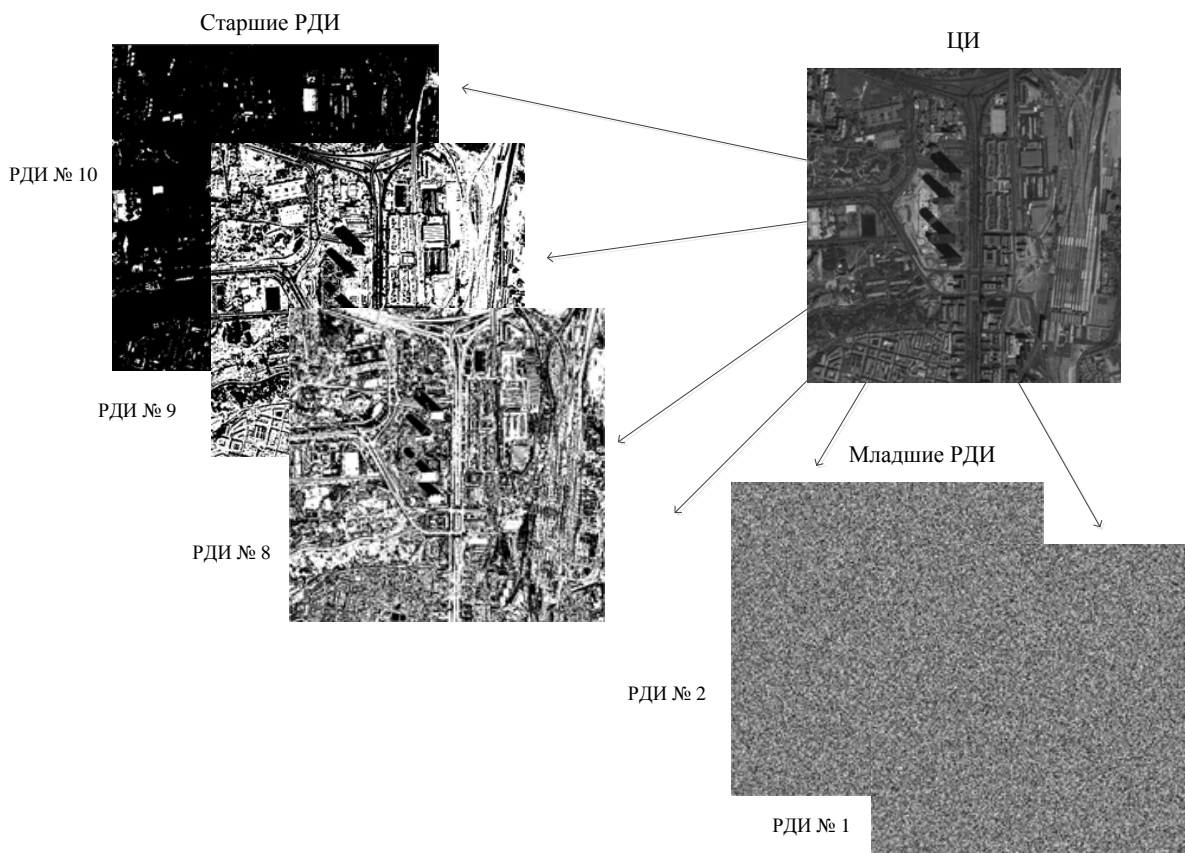 Старшие РДИ
ЦИ
РДИ № 10
РДИ № 9
Младшие РДИ
РДИ № 8
РДИ № 2
РДИ № 1